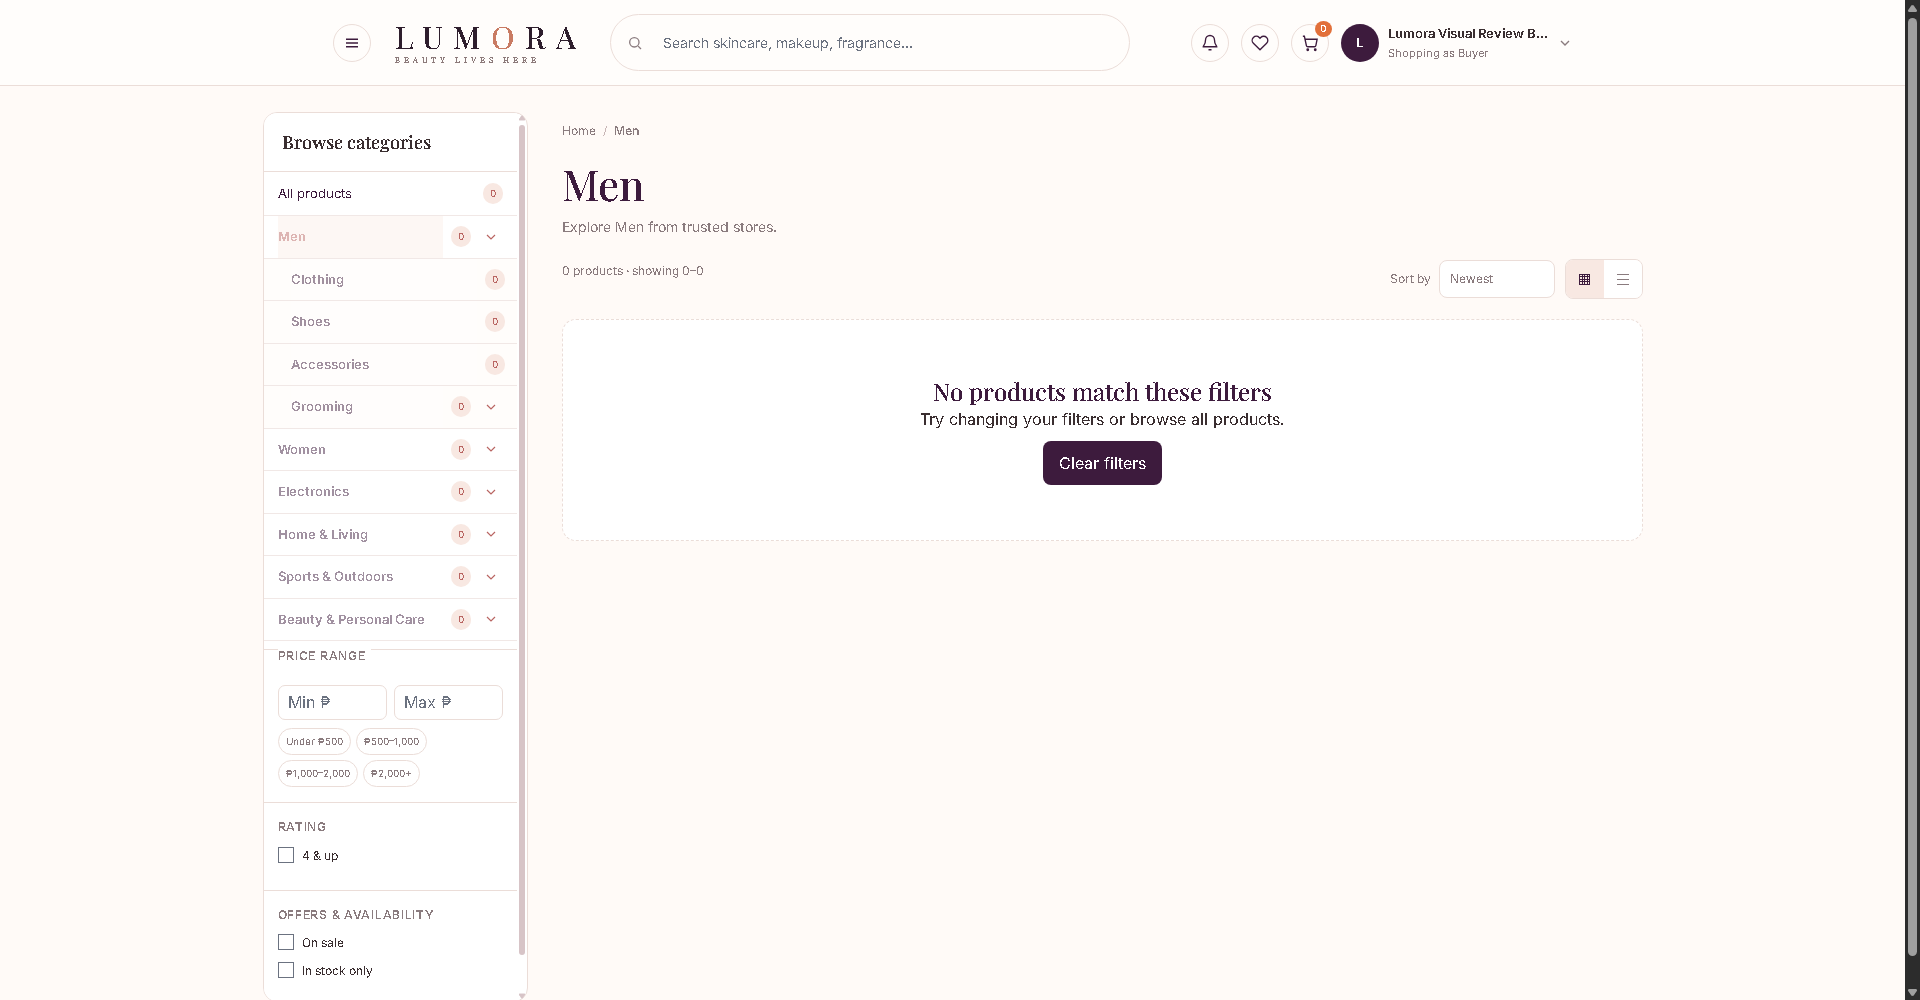 LUMORA
BEAUTY LIVES HERE
Search skincare, makeup, fragrance...
0
L
Lumora Visual Review B...
Shopping as Buyer
Browse categories
All products 0
Men 0
Clothing 0
Shoes 0
Accessories 0
Grooming 0
Women 0
Electronics 0
Home & Living 0
Sports & Outdoors 0
Beauty & Personal Care 0
PRICE RANGE
Min ₱ Max ₱
Under ₱500 ₱500–1,000
₱1,000–2,000 ₱2,000+
RATING
4 & up
OFFERS & AVAILABILITY
On sale
In stock only
Home / Men
Men
Explore Men from trusted stores.
0 products · showing 0–0
Sort by Newest
No products match these filters
Try changing your filters or browse all products.
Clear filters